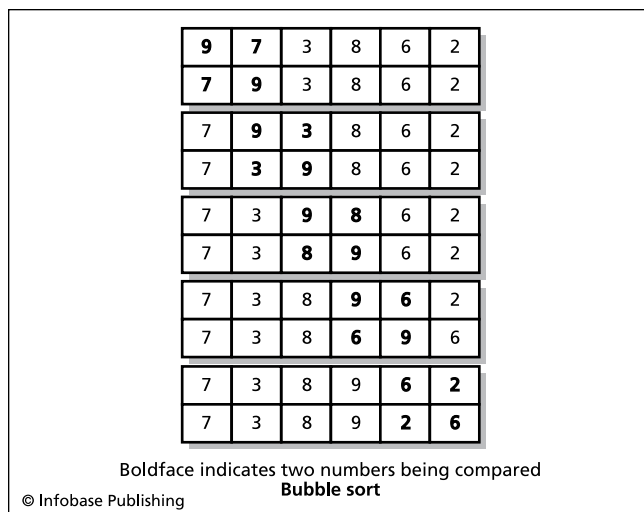 9 7 3 8 6 2
7 9 3 8 6 2
7 9 3 8 6 2
7 3 9 8 6 2
7 3 9 8 6 2
7 3 8 9 6 2
7 3 8 9 6 2
7 3 8 6 9 6
7 3 8 9 6 2
7 3 8 9 2 6
Boldface indicates two numbers being compared
Bubble sort
© Infobase Publishing